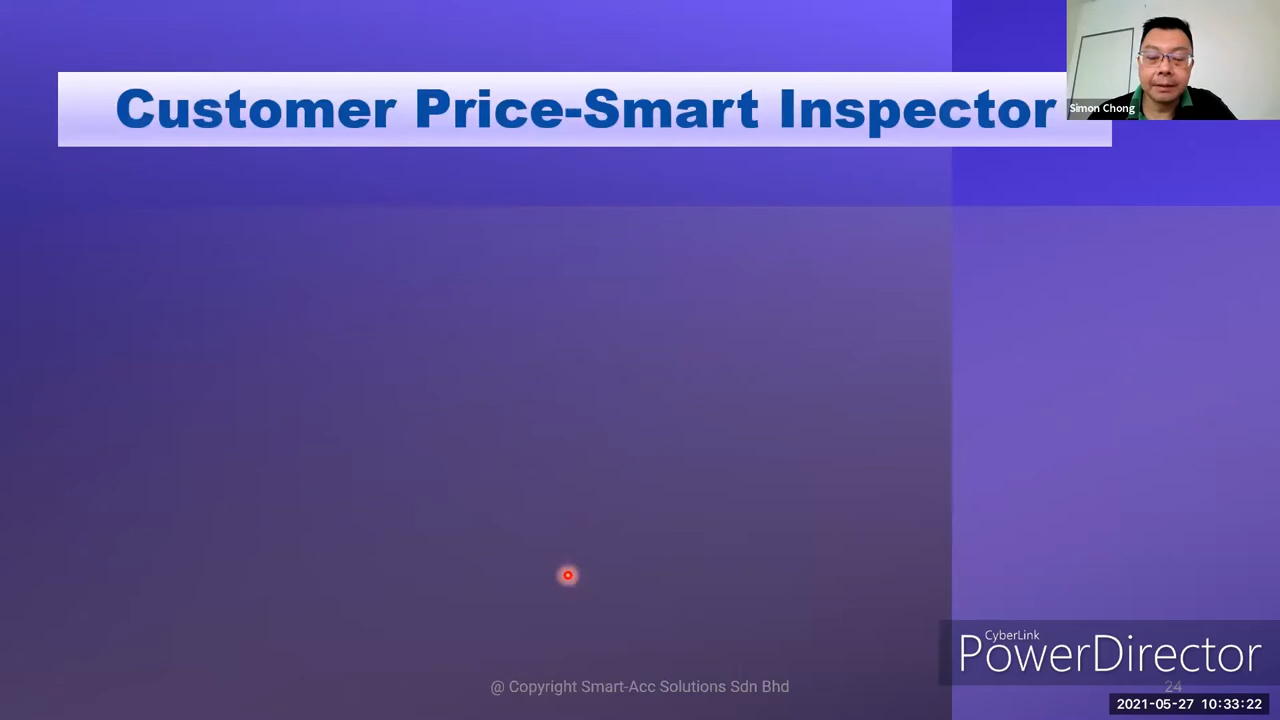 Customer Price-Smart Inspector
Simon Chong
CyberLink
PowerDirector
@ Copyright Smart-Acc Solutions Sdn Bhd
24
2021-05-27 10:33:22